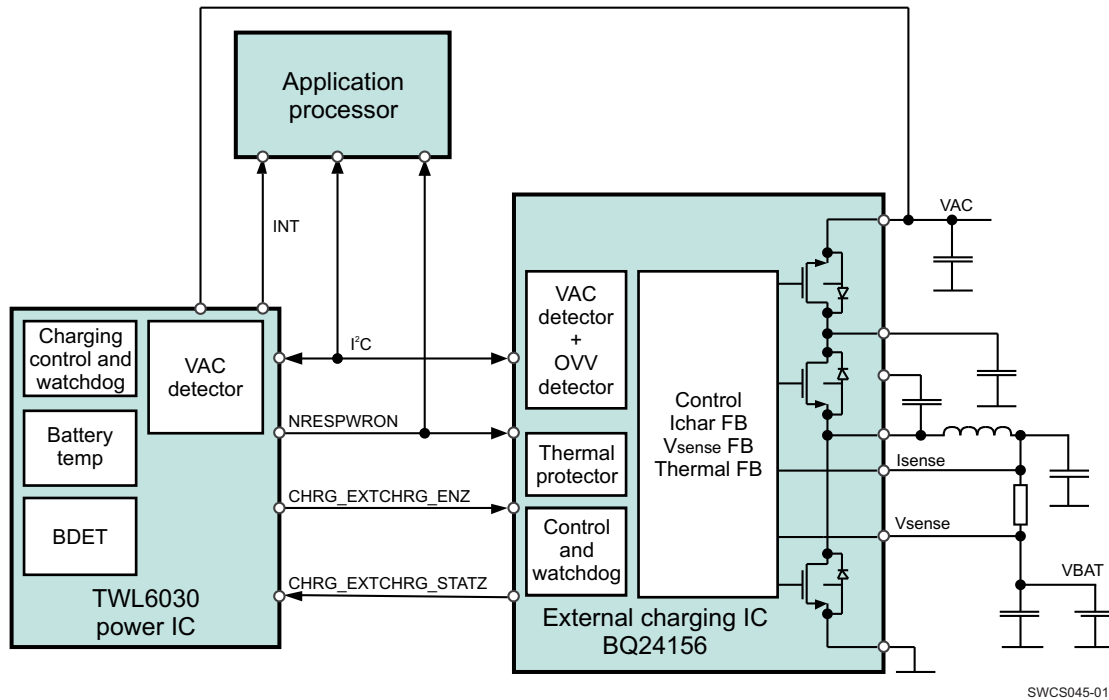 Application
processor
VAC
INT
Charging
control and
watchdog
VAC
detector
I²C
VAC
detector
+
OVV
detector
Control
Ichar FB
Vsense FB
Thermal FB
Battery
temp
NRESPWRON
Thermal
protector
Isense
BDET
CHRG_EXTCHRG_ENZ
Control
and
watchdog
Vsense
CHRG_EXTCHRG_STATZ
VBAT
TWL6030
power IC
External charging IC
BQ24156
SWCS045-01